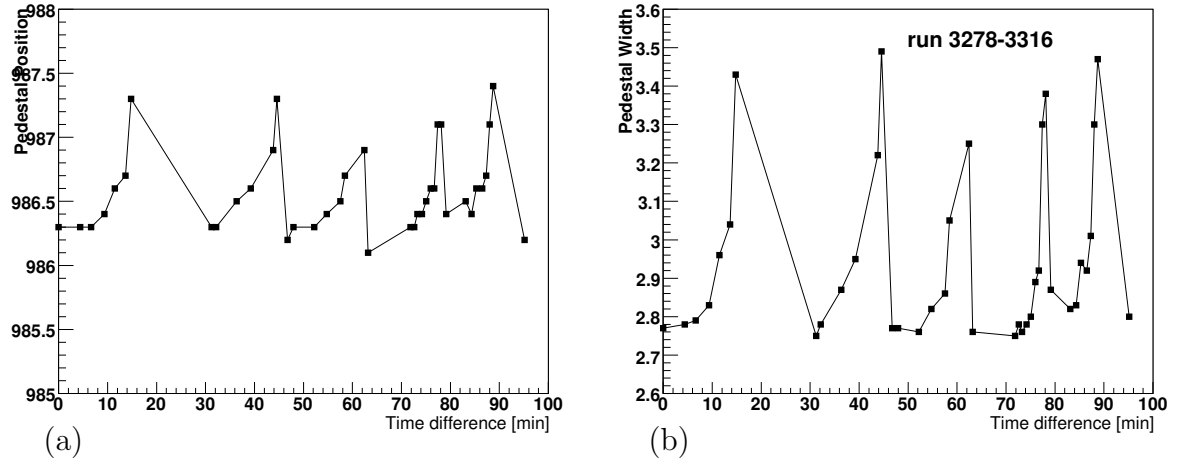 Pedestal Position
988
987.5
987
986.5
986
985.5
985
0 10 20 30 40 50 60 70 80 90 100
Time difference [min]
(a)
run 3278-3316
Pedestal Width
3.6
3.5
3.4
3.3
3.2
3.1
3
2.9
2.8
2.7
2.6
0 10 20 30 40 50 60 70 80 90 100
Time difference [min]
(b)